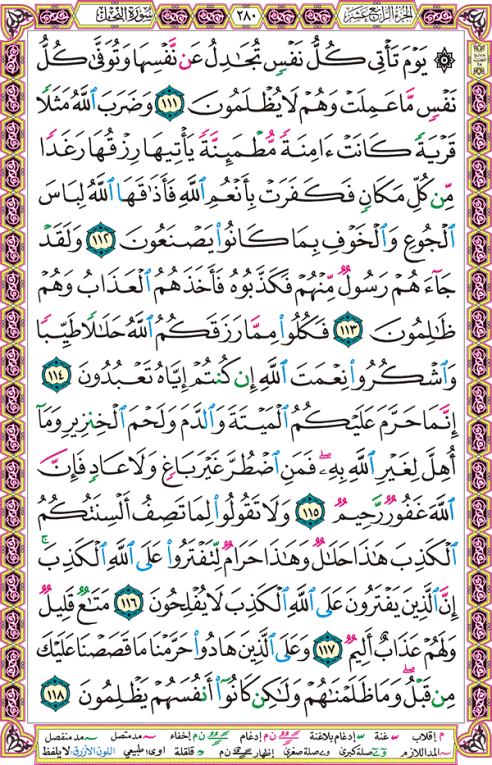 الجزء الرابع عشر ٢٨٠ سورة النحل
۞ يَوْمَ تَأْتِى كُلُّ نَفْسٍ تُجَٰدِلُ عَن نَّفْسِهَا وَتُوَفَّىٰ كُلُّ
نَفْسٍ مَّا عَمِلَتْ وَهُمْ لَا يُظْلَمُونَ ١١١ وَضَرَبَ ٱللَّهُ مَثَلًا
قَرْيَةً كَانَتْ ءَامِنَةً مُّطْمَئِنَّةً يَأْتِيهَا رِزْقُهَا رَغَدًا
مِّن كُلِّ مَكَانٍ فَكَفَرَتْ بِأَنْعُمِ ٱللَّهِ فَأَذَٰقَهَا ٱللَّهُ لِبَاسَ
ٱلْجُوعِ وَٱلْخَوْفِ بِمَا كَانُوا۟ يَصْنَعُونَ ١١٢ وَلَقَدْ
جَآءَهُمْ رَسُولٌ مِّنْهُمْ فَكَذَّبُوهُ فَأَخَذَهُمُ ٱلْعَذَابُ وَهُمْ
ظَٰلِمُونَ ١١٣ فَكُلُوا۟ مِمَّا رَزَقَكُمُ ٱللَّهُ حَلَٰلًا طَيِّبًا
وَٱشْكُرُوا۟ نِعْمَتَ ٱللَّهِ إِن كُنتُمْ إِيَّاهُ تَعْبُدُونَ ١١٤
إِنَّمَا حَرَّمَ عَلَيْكُمُ ٱلْمَيْتَةَ وَٱلدَّمَ وَلَحْمَ ٱلْخِنزِيرِ وَمَآ
أُهِلَّ لِغَيْرِ ٱللَّهِ بِهِۦ ۖ فَمَنِ ٱضْطُرَّ غَيْرَ بَاغٍ وَلَا عَادٍ فَإِنَّ
ٱللَّهَ غَفُورٌ رَّحِيمٌ ١١٥ وَلَا تَقُولُوا۟ لِمَا تَصِفُ أَلْسِنَتُكُمُ
ٱلْكَذِبَ هَٰذَا حَلَٰلٌ وَهَٰذَا حَرَامٌ لِّتَفْتَرُوا۟ عَلَى ٱللَّهِ ٱلْكَذِبَ ۚ
إِنَّ ٱلَّذِينَ يَفْتَرُونَ عَلَى ٱللَّهِ ٱلْكَذِبَ لَا يُفْلِحُونَ ١١٦ مَتَٰعٌ قَلِيلٌ
وَلَهُمْ عَذَابٌ أَلِيمٌ ١١٧ وَعَلَى ٱلَّذِينَ هَادُوا۟ حَرَّمْنَا مَا قَصَصْنَا عَلَيْكَ
مِن قَبْلُ ۖ وَمَا ظَلَمْنَٰهُمْ وَلَٰكِن كَانُوٓا۟ أَنفُسَهُمْ يَظْلِمُونَ ١١٨
م إقلاب غنة إدغام بلاغنة ن م إدغام ن م إخفاء مد متصل مد منفصل
المد اللازم صلة كبرى وصلة صغرى إظهار ن م قلقلة اوى: طبيعي اللون الأزرق: لا يلفظ